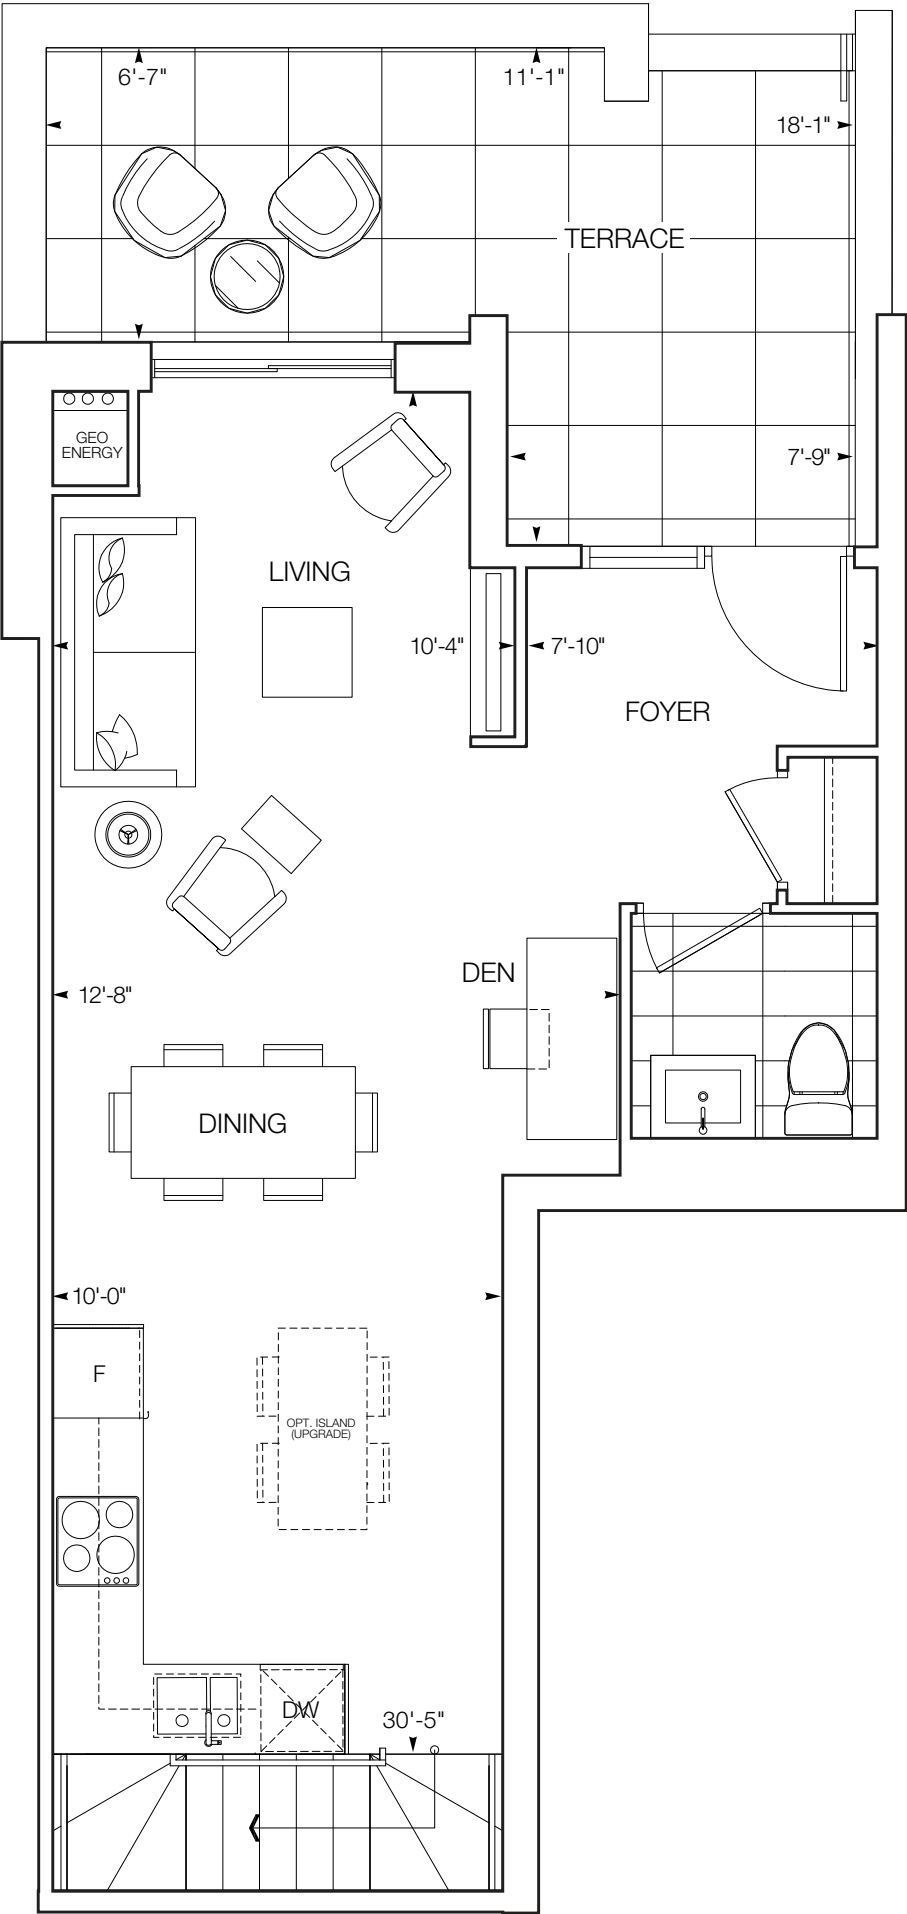 6'-7"
11'-1"
18'-1"
TERRACE
GEO
ENERGY
7'-9"
LIVING
10'-4"
7'-10"
FOYER
DEN
12'-8"
DINING
10'-0"
F
OPT. ISLAND
(UPGRADE)
DW
30'-5"